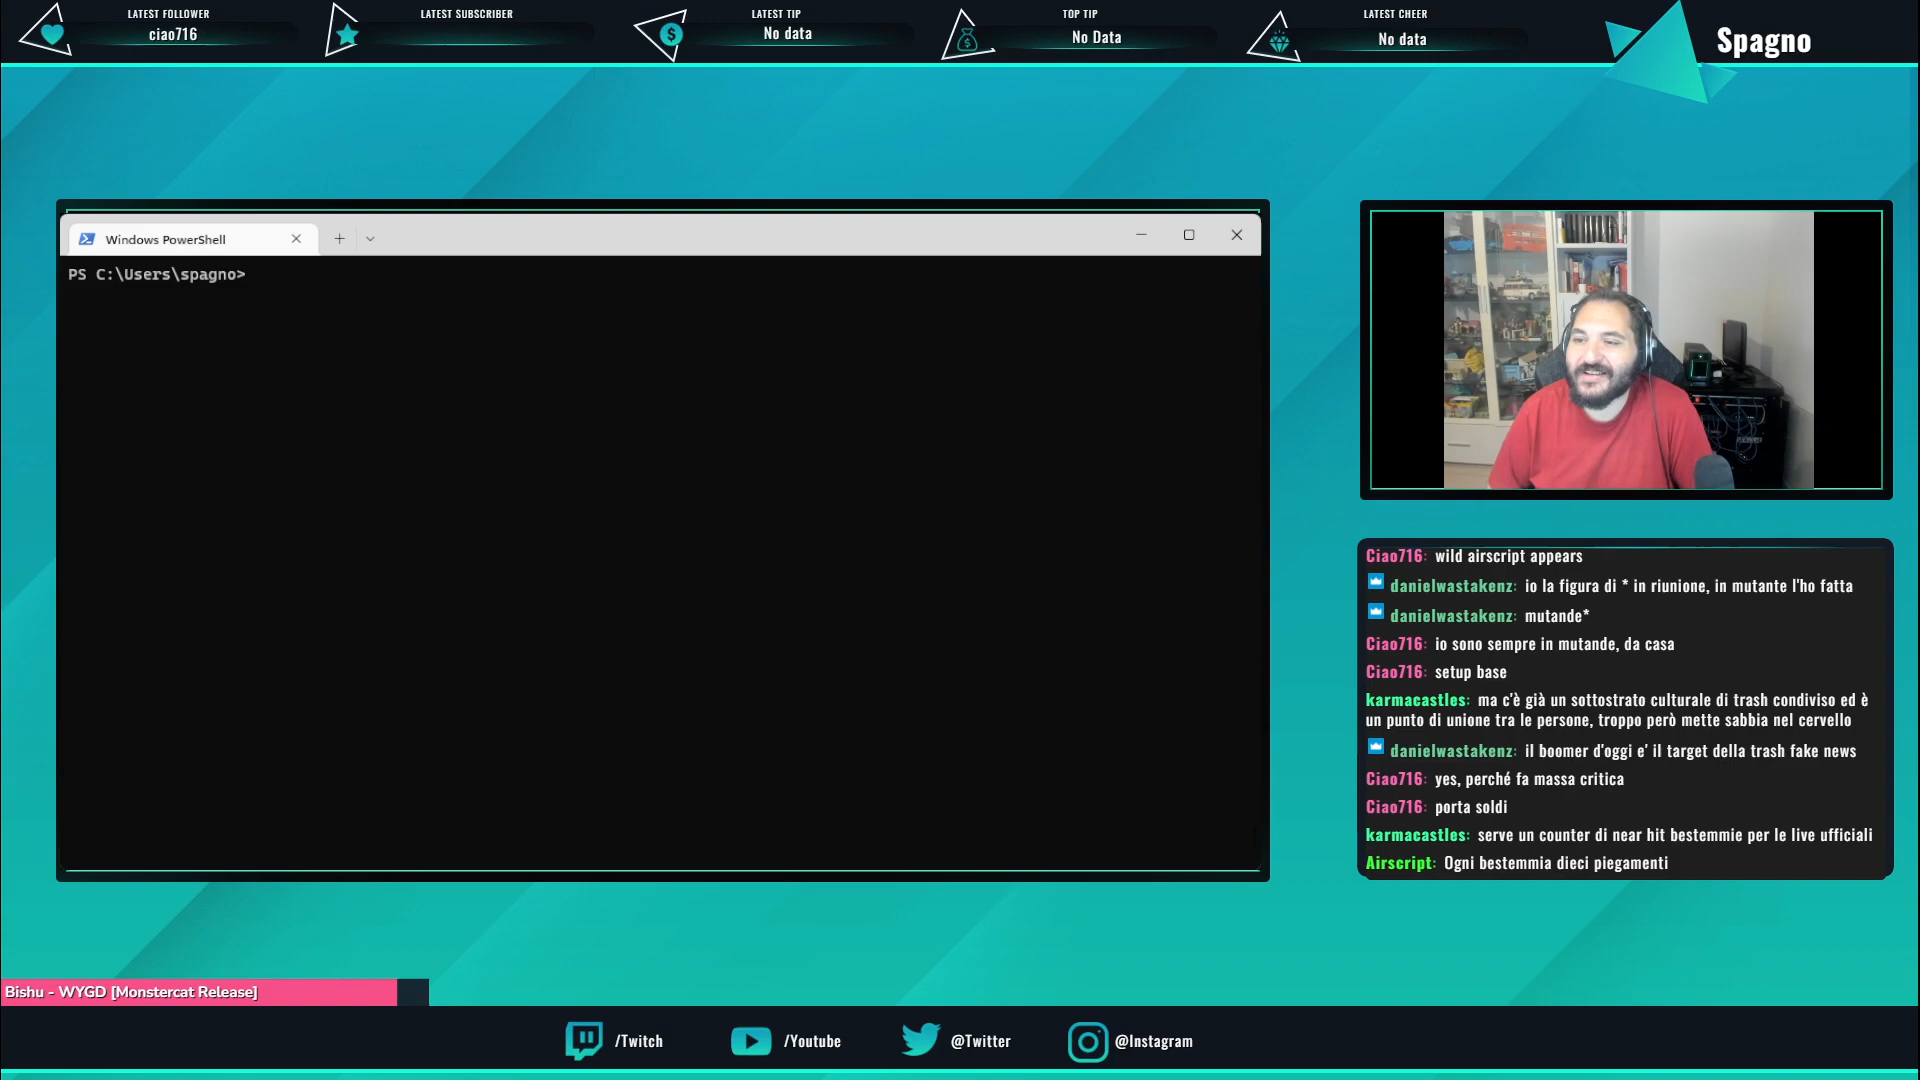 LATEST FOLLOWER
ciao716
LATEST SUBSCRIBER
LATEST TIP
No data
TOP TIP
No Data
LATEST CHEER
No data
Spagno
Windows PowerShell
PS C:\Users\spagno>
Ciao716: wild airscript appears
danielwastakenz: io la figura di * in riunione, in mutante l'ho fatta
danielwastakenz: mutande*
Ciao716: io sono sempre in mutande, da casa
Ciao716: setup base
karmacastles: ma c'è già un sottostrato culturale di trash condiviso ed è
un punto di unione tra le persone, troppo però mette sabbia nel cervello
danielwastakenz: il boomer d'oggi e' il target della trash fake news
Ciao716: yes, perché fa massa critica
Ciao716: porta soldi
karmacastles: serve un counter di near hit bestemmie per le live ufficiali
Airscript: Ogni bestemmia dieci piegamenti
Bishu - WYGD [Monstercat Release]
/Twitch
/Youtube
@Twitter
@Instagram